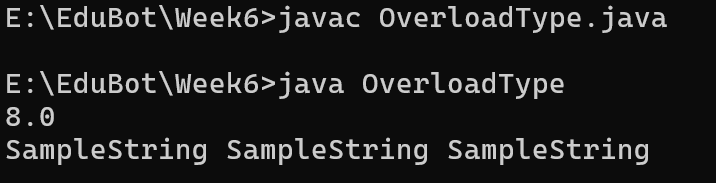 E:\EduBot\Week6>javac OverloadType.java
E:\EduBot\Week6>java OverloadType
8.0
SampleString SampleString SampleString